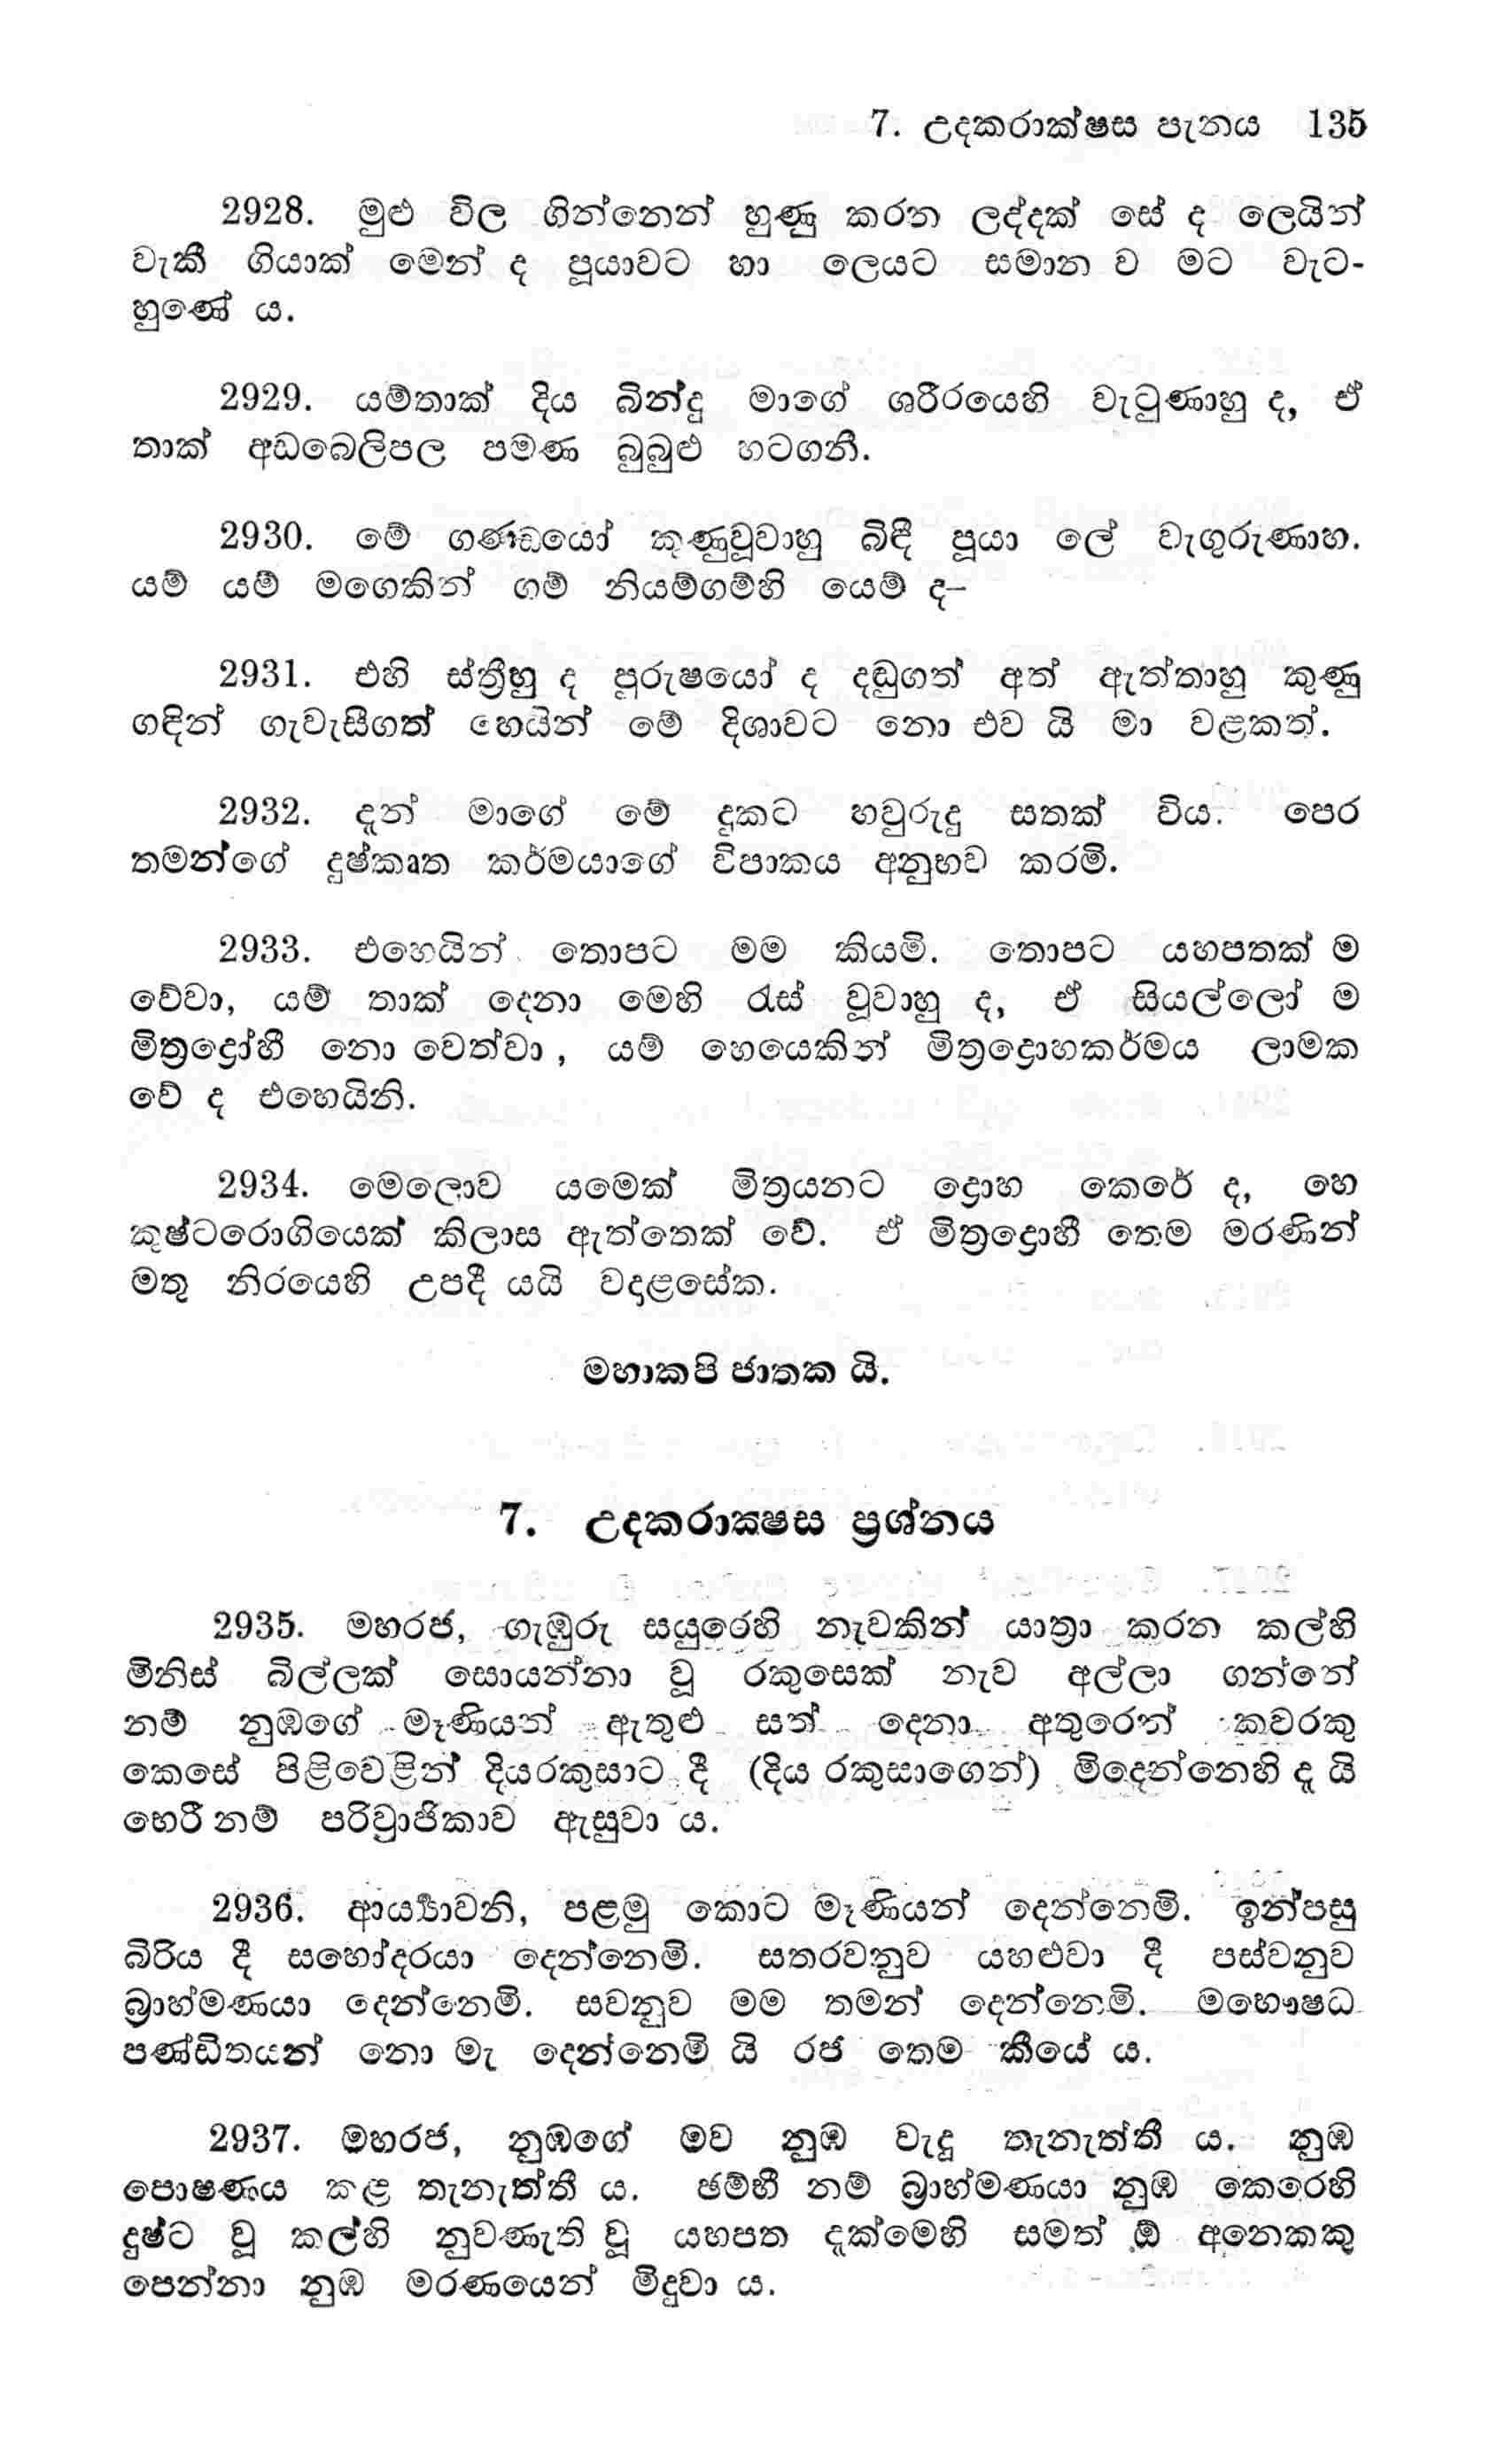 7. උදකරාක්ෂස පැනය 135
2928. මුළු විල ගින්නෙන් හුණු කරන ලද්දක් සේ ද ලෙයින්
වැකී ගියාක් මෙන් ද පූයාවට හා ලෙයට සමාන ව මට වැට-
හුණේ ය.
2929. යම්තාක් දිය බින්දු මාගේ ශරීරයෙහි වැටුණාහු ද, ඒ
තාක් අඩබෙලිපල පමණ බුබුළු හටගනී.
2930. මේ ගණ්ඩයෝ කුණුවූවාහු බිඳී පූයා ලේ වැගුරුණාහ.
යම් යම් මගෙකින් ගම් නියම්ගම්හි යෙම් ද–
2931. එහි ස්ත්‍රීහු ද පුරුෂයෝ ද දඬුගත් අත් ඇත්තාහු කුණු
ගඳින් ගැවැසීගත් හෙයින් මේ දිශාවට නො එව යි මා වළකත්.
2932. දැන් මාගේ මේ දුකට හවුරුදු සතක් විය. පෙර
තමන්ගේ දුෂ්කෘත කර්මයාගේ විපාකය අනුභව කරමි.
2933. එහෙයින් තොපට මම කියමි. තොපට යහපතක් ම
වේවා, යම් තාක් දෙනා මෙහි රැස් වූවාහු ද, ඒ සියල්ලෝ ම
මිත්‍රද්‍රෝහී නො වෙත්වා, යම් හෙයෙකින් මිත්‍රද්‍රොහකර්මය ලාමක
වේ ද එහෙයිනි.
2934. මෙලොව යමෙක් මිත්‍රයනට ද්‍රොහ කෙරේ ද, හෙ
කුෂ්ටරොගියෙක් කිලාස ඇත්තෙක් වේ. ඒ මිත්‍රද්‍රොහී තෙම මරණින්
මතු නිරයෙහි උපදී යයි වදාළසේක.
මහාකපි ජාතක යි.
7. උදකරාක්‍ෂස ප්‍රශ්නය
2935. මහරජ, ගැඹුරු සයුරෙහි නැවකින් යාත්‍රා කරන කල්හි
මිනිස් බිල්ලක් සොයන්නා වූ රකුසෙක් නැව අල්ලා ගන්නේ
නම් නුඹගේ මෑණියන් ඇතුළු සත් දෙනා අතුරෙන් කවරකු
කෙසේ පිළිවෙළින් දියරකුසාට දී (දිය රකුසාගෙන්) මිදෙන්නෙහි දැ යි
භෙරී නම් පරිව්‍රාජිකාව ඇසුවා ය.
2936. ආර්‍ය්‍යාවනි, පළමු කොට මෑණියන් දෙන්නෙමි. ඉන්පසු
බිරිය දී සහෝදරයා දෙන්නෙමි. සතරවනුව යහළුවා දී පස්වනුව
බ්‍රාහ්මණයා දෙන්නෙමි. සවනුව මම තමන් දෙන්නෙමි. මහෞෂධ
පණ්ඩිතයන් නො මැ දෙන්නෙමි යි රජ තෙම කීයේ ය.
2937. මහරජ, නුඹගේ මව නුඹ වැදූ තැනැත්තී ය. නුඹ
පොෂණය කළ තැනැත්තී ය. ඡම්භී නම් බ්‍රාහ්මණයා නුඹ කෙරෙහි
දුෂ්ට වූ කල්හි නුවණැති වූ යහපත දැක්මෙහි සමත් ඕ අනෙකකු
පෙන්නා නුඹ මරණයෙන් මිදුවා ය.